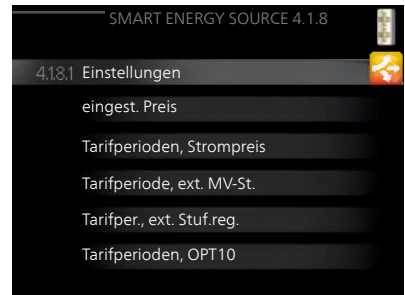 SMART ENERGY SOURCE 4.1.8
4.1.8.1 Einstellungen
eingest. Preis
Tarifperioden, Strompreis
Tarifperiode, ext. MV-St.
Tarifper., ext. Stuf.reg.
Tarifperioden, OPT10